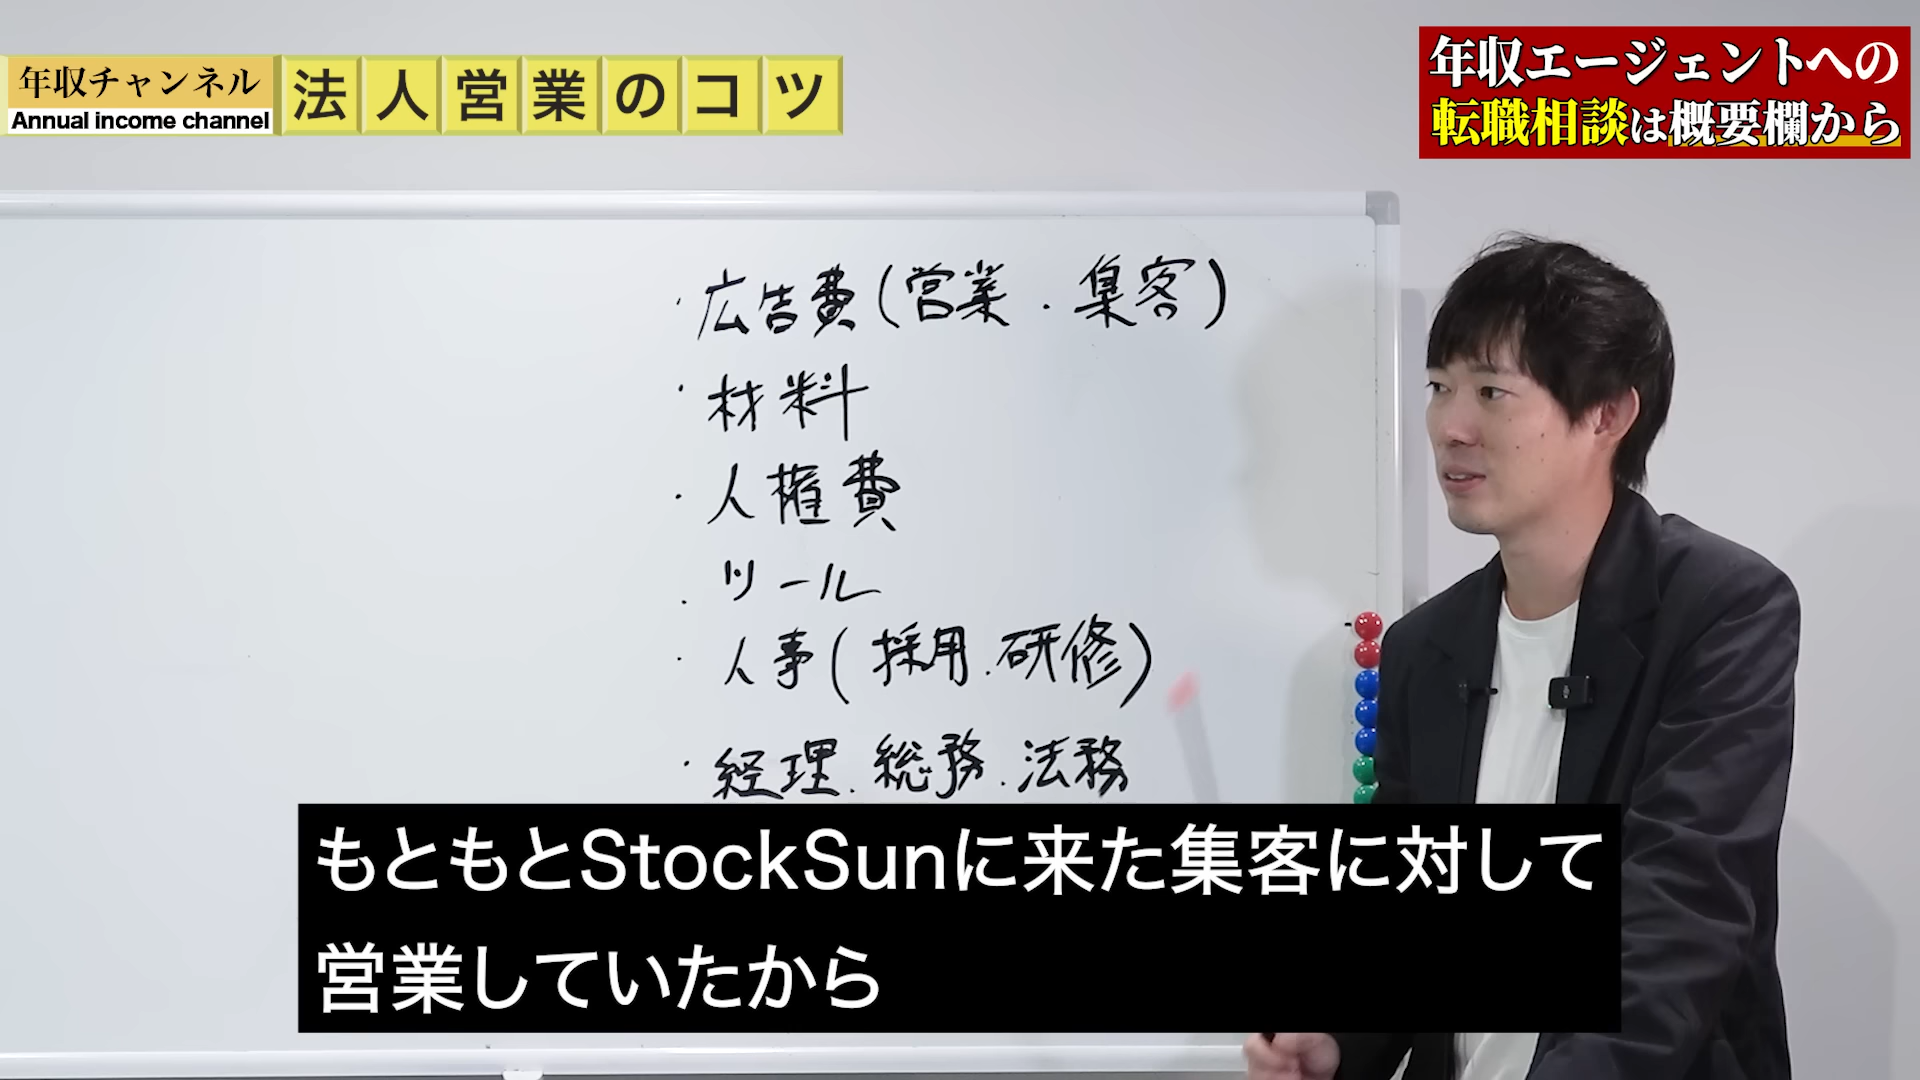 年収チャンネル
Annual income channel
法人営業のコツ
年収エージェントへの
転職相談は概要欄から
・広告費(営業・集客)
・材料
・人権費
・ツール
・人事(採用・研修)
・経理・総務・法務
もともとStockSunに来た集客に対して
営業していたから